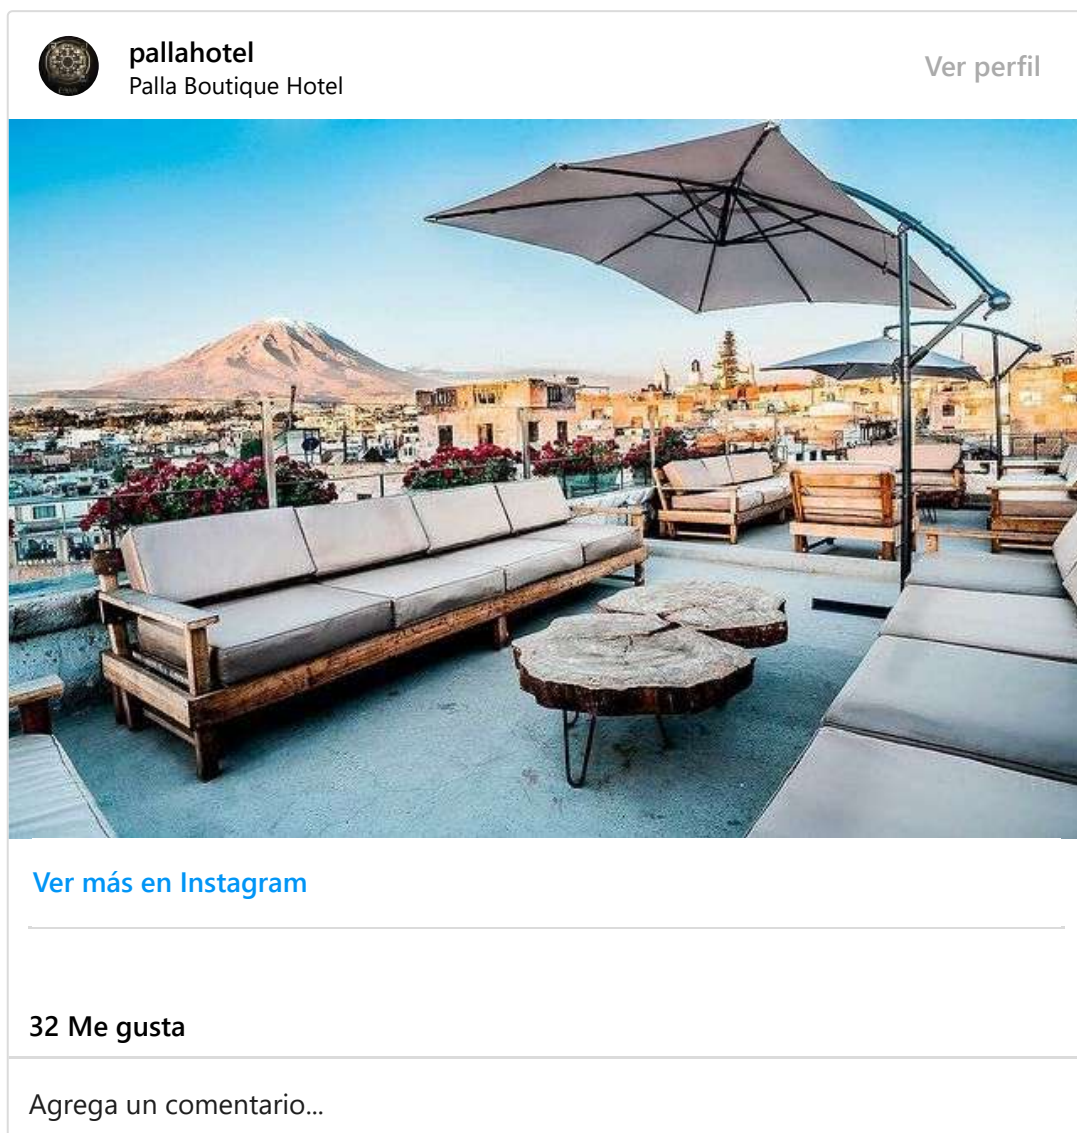 pallahotel
Palla Boutique Hotel
Ver perfil
Ver más en Instagram
32 Me gusta
Agrega un comentario...